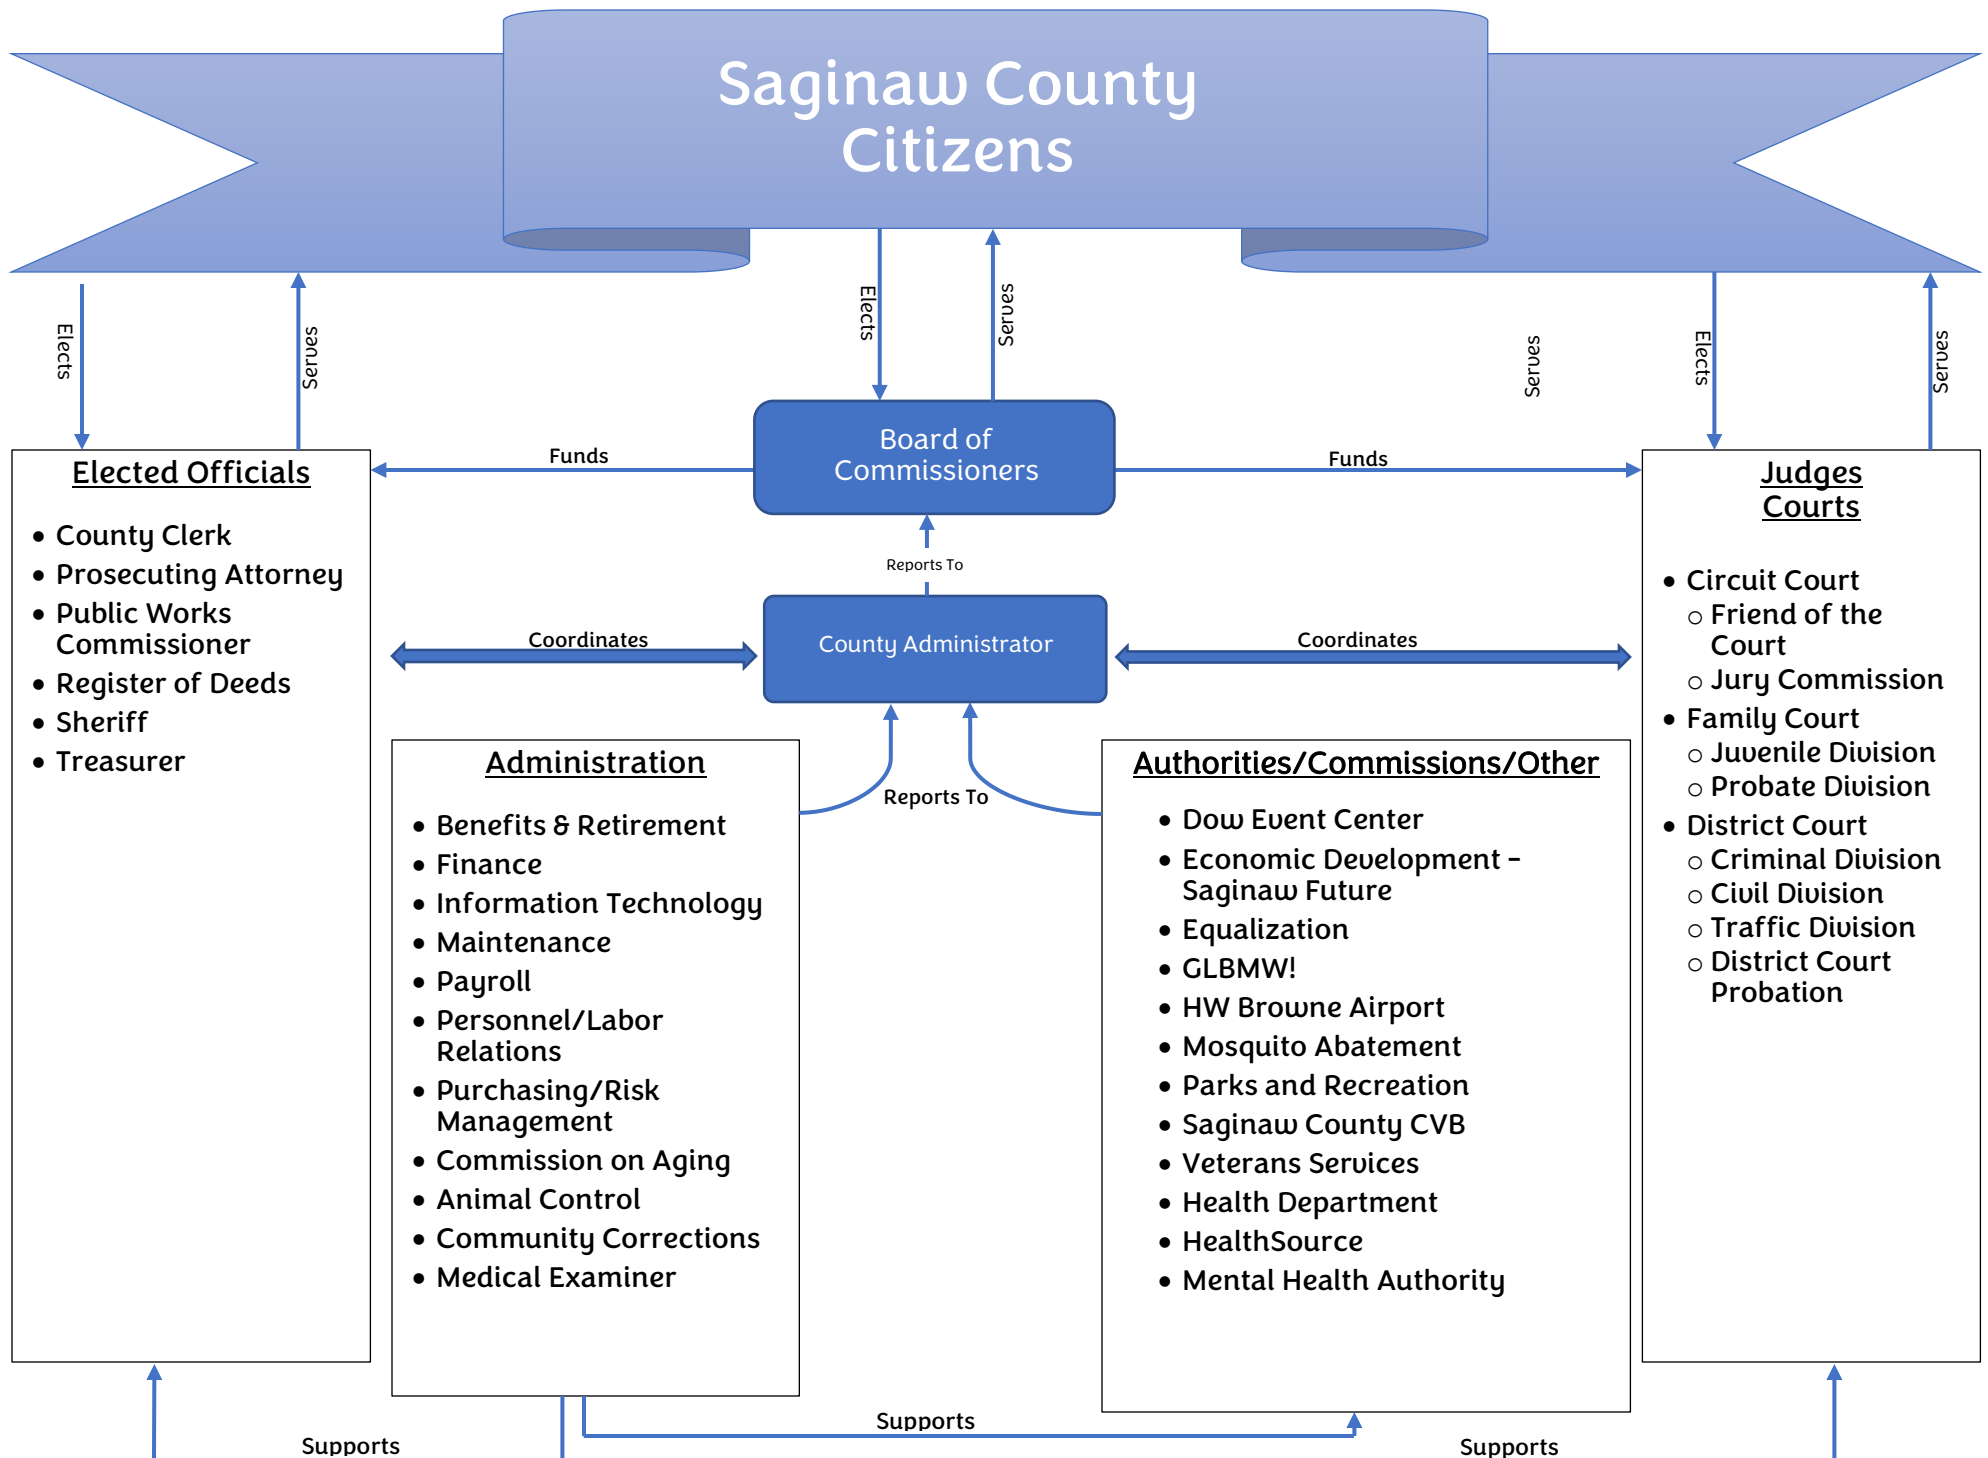 Saginaw County
Citizens
Elects
Serves
Elects
Serves
Serves
Elects
Serves
Board of
Commissioners
Funds
Funds
Reports To
County Administrator
Coordinates
Coordinates
Elected Officials
• County Clerk
• Prosecuting Attorney
• Public Works
Commissioner
• Register of Deeds
• Sheriff
• Treasurer
Administration
• Benefits & Retirement
• Finance
• Information Technology
• Maintenance
• Payroll
• Personnel/Labor
Relations
• Purchasing/Risk
Management
• Commission on Aging
• Animal Control
• Community Corrections
• Medical Examiner
Reports To
Authorities/Commissions/Other
• Dow Event Center
• Economic Development –
Saginaw Future
• Equalization
• GLBMW!
• HW Browne Airport
• Mosquito Abatement
• Parks and Recreation
• Saginaw County CVB
• Veterans Services
• Health Department
• HealthSource
• Mental Health Authority
Judges
Courts
• Circuit Court
○ Friend of the
Court
○ Jury Commission
• Family Court
○ Juvenile Division
○ Probate Division
• District Court
○ Criminal Division
○ Civil Division
○ Traffic Division
○ District Court
Probation
Supports
Supports
Supports